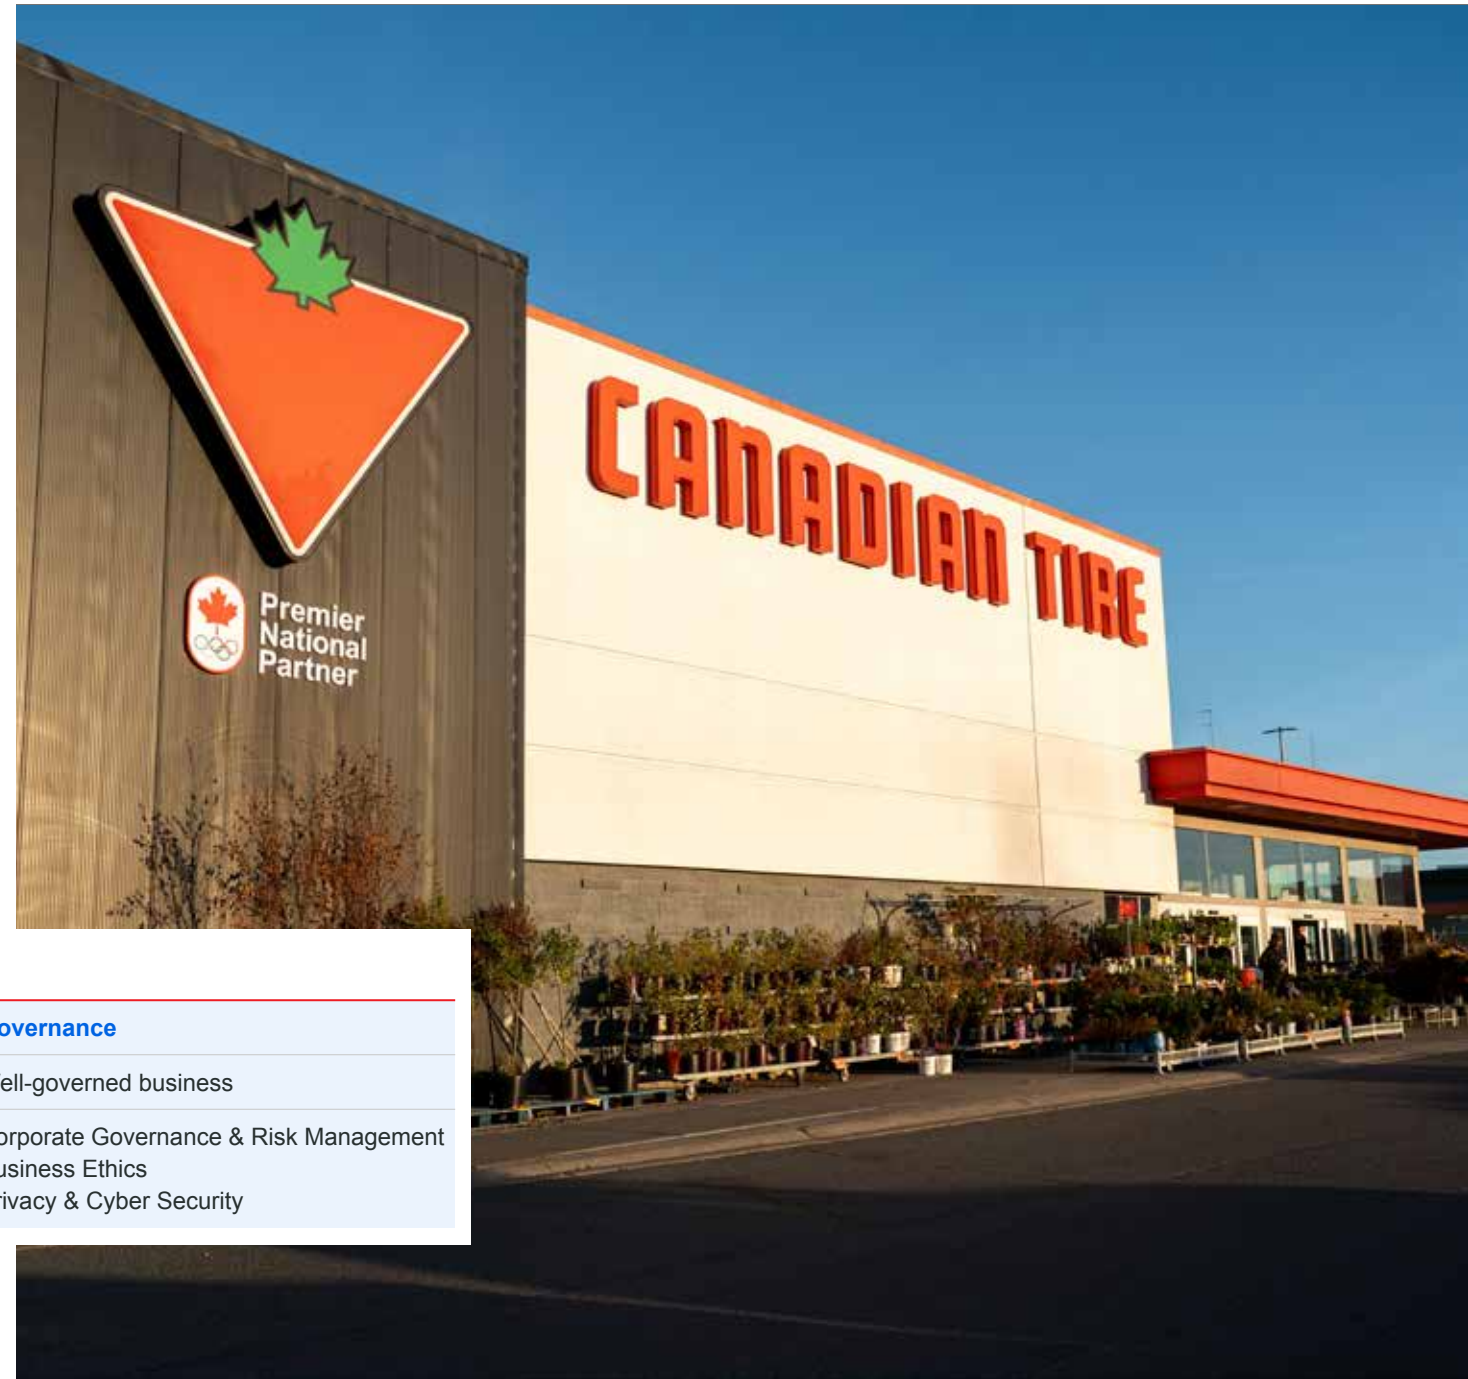 CANADIAN TIRE
Premier
National
Partner
overnance
ell-governed business
orporate Governance & Risk Management
usiness Ethics
rivacy & Cyber Security